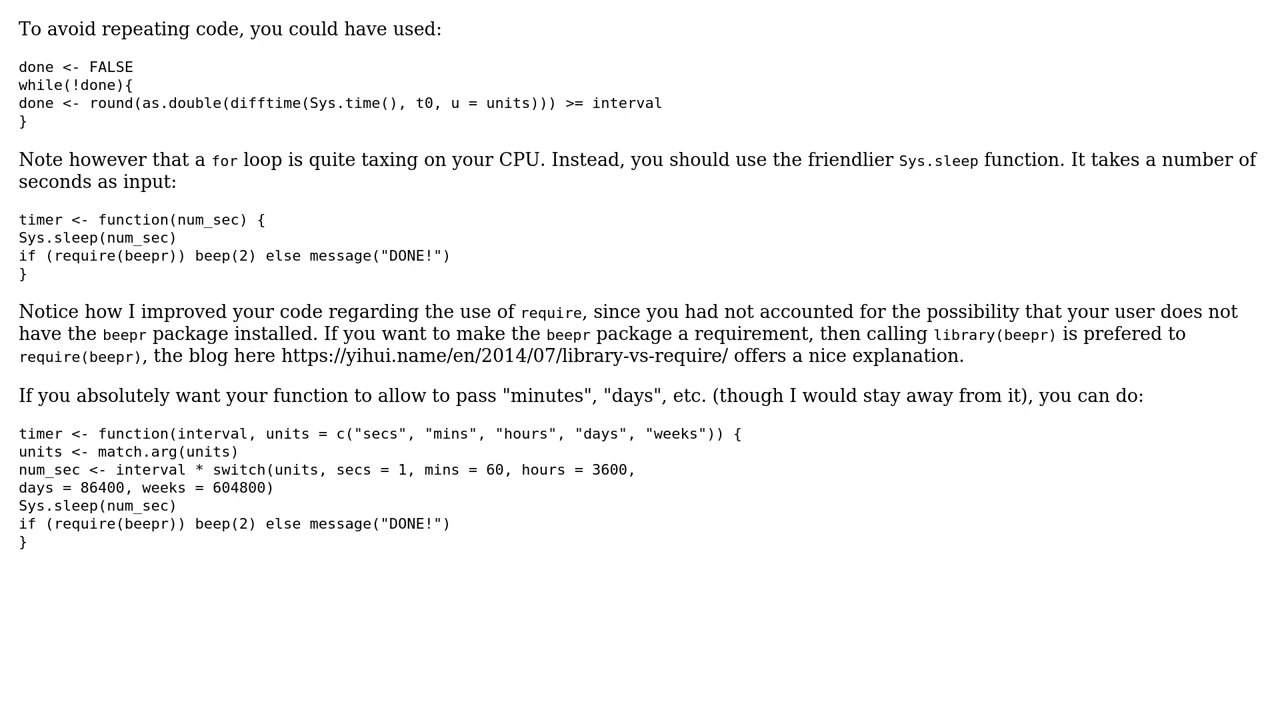 To avoid repeating code, you could have used:
done <- FALSE
while(!done){
done <- round(as.double(difftime(Sys.time(), t0, u = units))) >= interval
}
Note however that a for loop is quite taxing on your CPU. Instead, you should use the friendlier Sys.sleep function. It takes a number of
seconds as input:
timer <- function(num_sec) {
Sys.sleep(num_sec)
if (require(beepr)) beep(2) else message("DONE!")
}
Notice how I improved your code regarding the use of require, since you had not accounted for the possibility that your user does not
have the beepr package installed. If you want to make the beepr package a requirement, then calling library(beepr) is prefered to
require(beepr), the blog here https://yihui.name/en/2014/07/library-vs-require/ offers a nice explanation.
If you absolutely want your function to allow to pass "minutes", "days", etc. (though I would stay away from it), you can do:
timer <- function(interval, units = c("secs", "mins", "hours", "days", "weeks")) {
units <- match.arg(units)
num_sec <- interval * switch(units, secs = 1, mins = 60, hours = 3600,
days = 86400, weeks = 604800)
Sys.sleep(num_sec)
if (require(beepr)) beep(2) else message("DONE!")
}